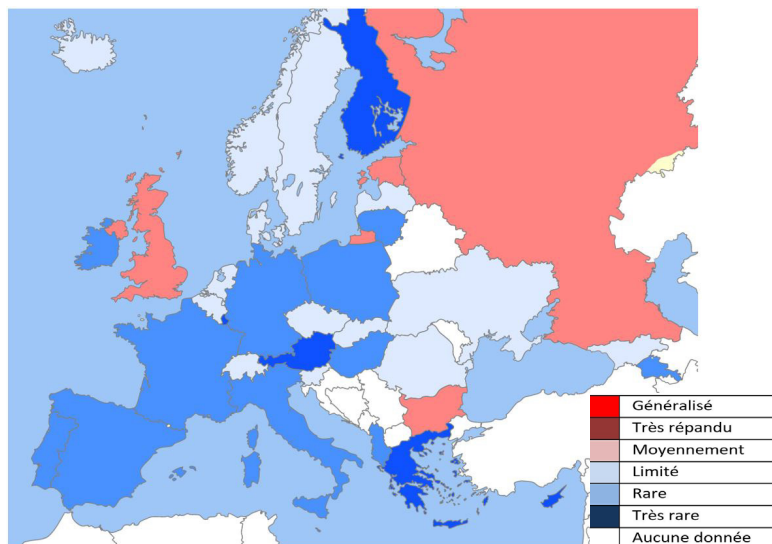 Généralisé
Très répandu
Moyennement
Limité
Rare
Très rare
Aucune donnée